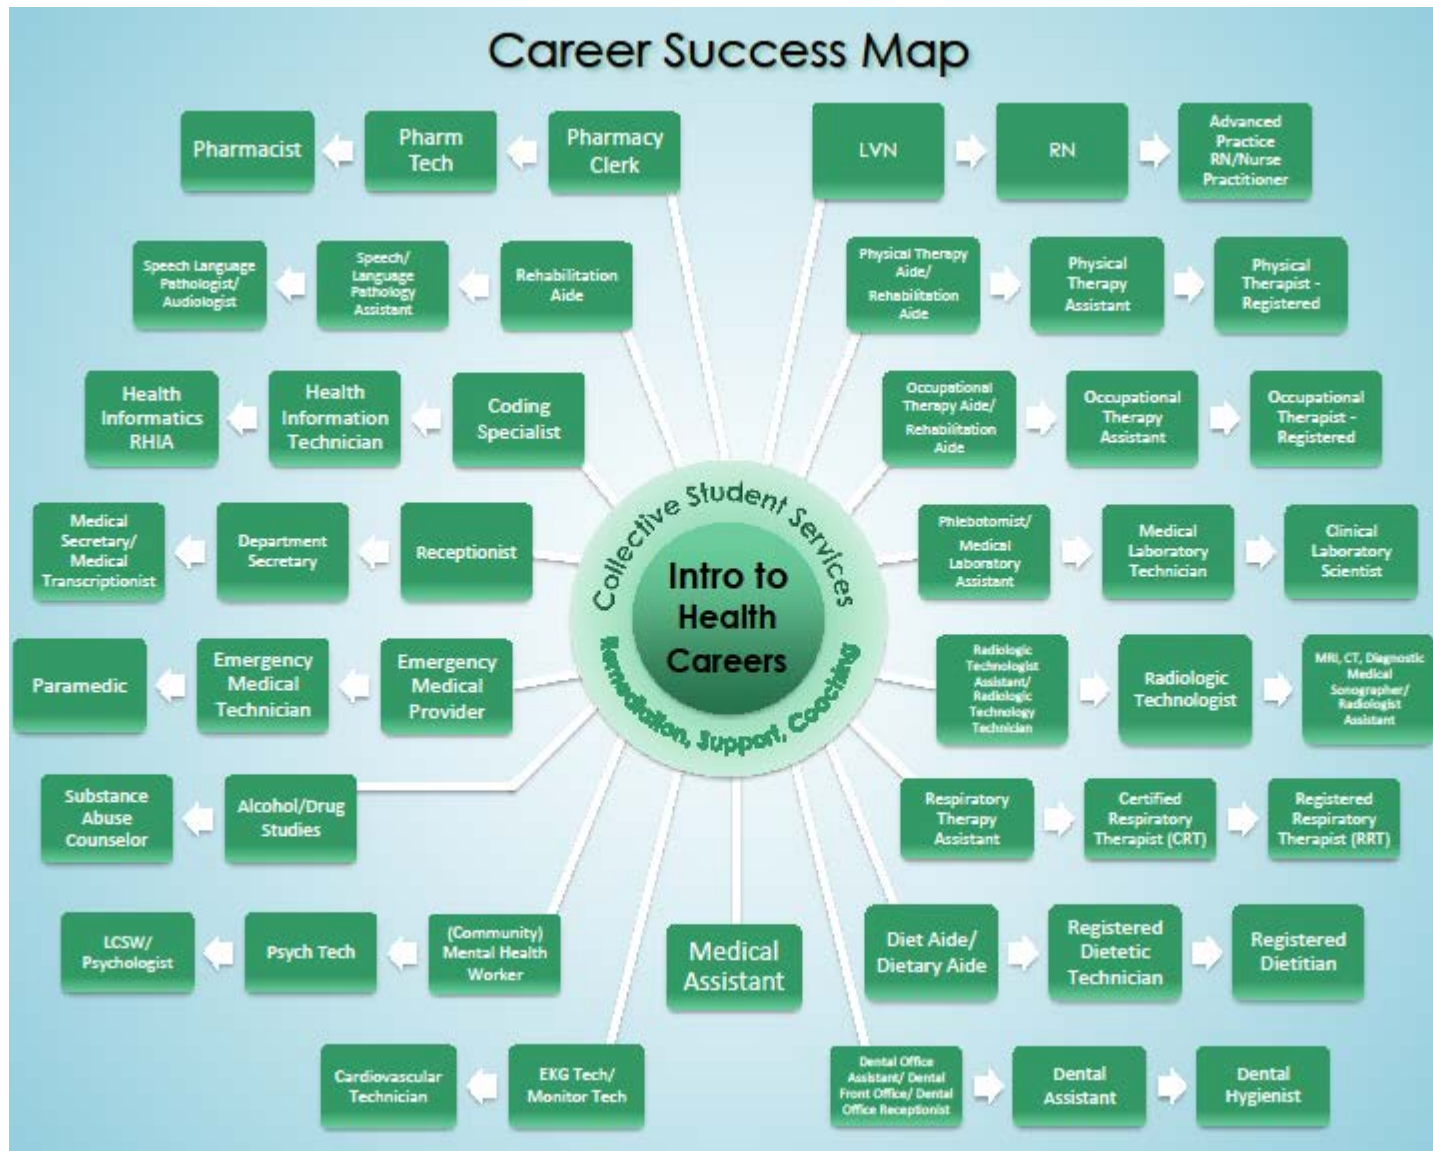 Career Success Map
Pharmacist
Pharm
Tech
Pharmacy
Clerk
LVN
RN
Advanced
Practice
RN/Nurse
Practitioner
Speech Language
Pathologist/
Audiologist
Speech/
Language
Pathology
Assistant
Rehabilitation
Aide
Physical Therapy
Aide/
Rehabilitation
Aide
Physical
Therapy
Assistant
Physical
Therapist -
Registered
Health
Informatics
RHIA
Health
Information
Technician
Coding
Specialist
Occupational
Therapy Aide/
Rehabilitation
Aide
Occupational
Therapy
Assistant
Occupational
Therapist -
Registered
Medical
Secretary/
Medical
Transcriptionist
Department
Secretary
Receptionist
Collective Student Services
Intro to
Health
Careers
Remediation, Support, Coaching
Phlebotomist/
Medical
Laboratory
Assistant
Medical
Laboratory
Technician
Clinical
Laboratory
Scientist
Paramedic
Emergency
Medical
Technician
Emergency
Medical
Provider
Radiologic
Technologist
Assistant/
Radiologic
Technology
Technician
Radiologic
Technologist
MRI, CT, Diagnostic
Medical
Sonographer/
Radiologist
Assistant
Substance
Abuse
Counselor
Alcohol/Drug
Studies
Respiratory
Therapy
Assistant
Certified
Respiratory
Therapist (CRT)
Registered
Respiratory
Therapist (RRT)
LCSW/
Psychologist
Psych Tech
(Community)
Mental Health
Worker
Medical
Assistant
Diet Aide/
Dietary Aide
Registered
Dietetic
Technician
Registered
Dietitian
Cardiovascular
Technician
EKG Tech/
Monitor Tech
Dental Office
Assistant/ Dental
Front Office/ Dental
Office Receptionist
Dental
Assistant
Dental
Hygienist